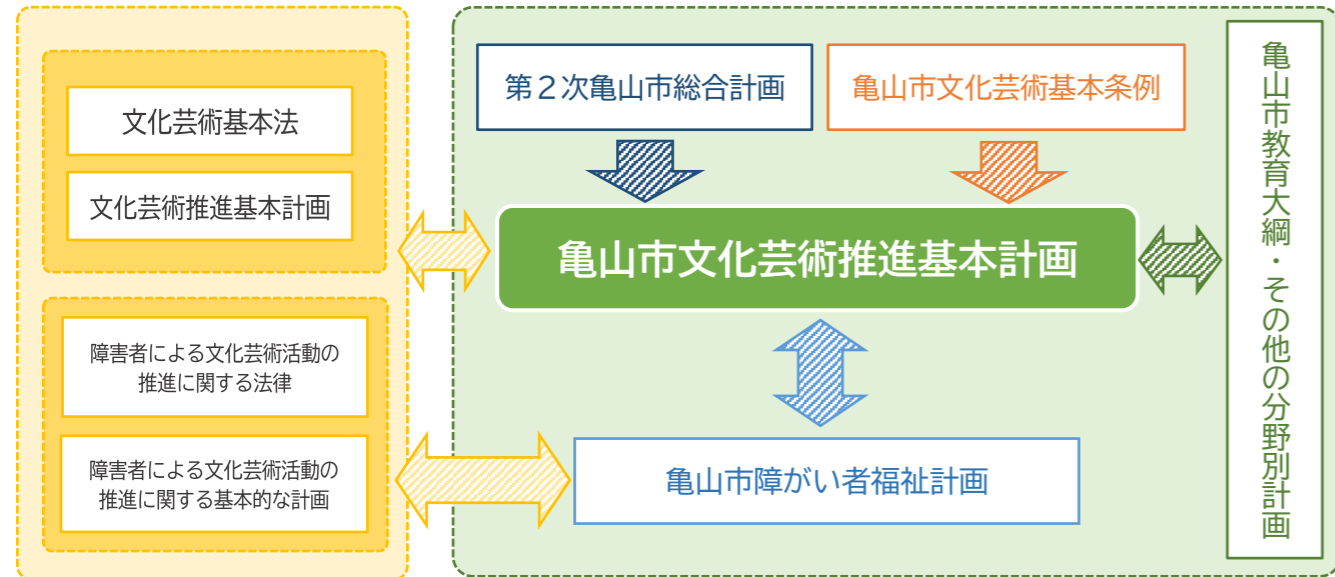 文化芸術基本法
文化芸術推進基本計画
障害者による文化芸術活動の
推進に関する法律
障害者による文化芸術活動の
推進に関する基本的な計画
第２次亀山市総合計画
亀山市文化芸術基本条例
亀山市文化芸術推進基本計画
亀山市障がい者福祉計画
亀山市教育大綱・その他の分野別計画